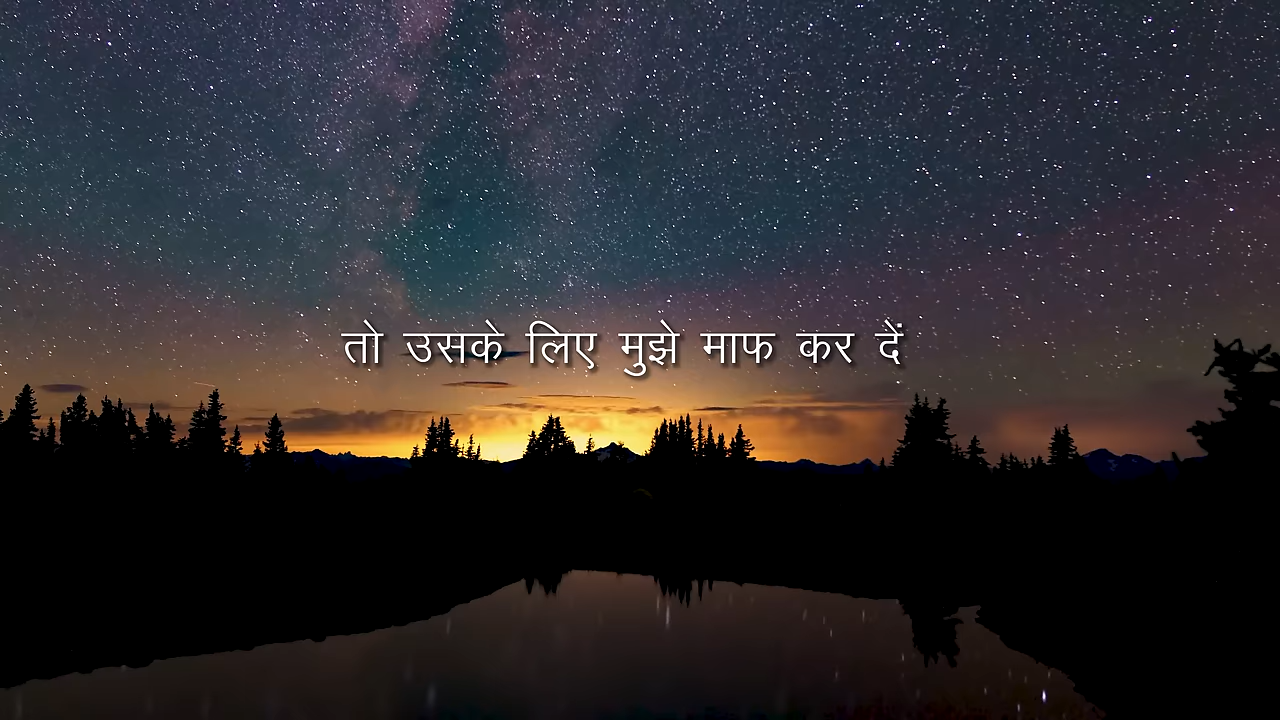 तो उसके लिए मुझे माफ कर दें